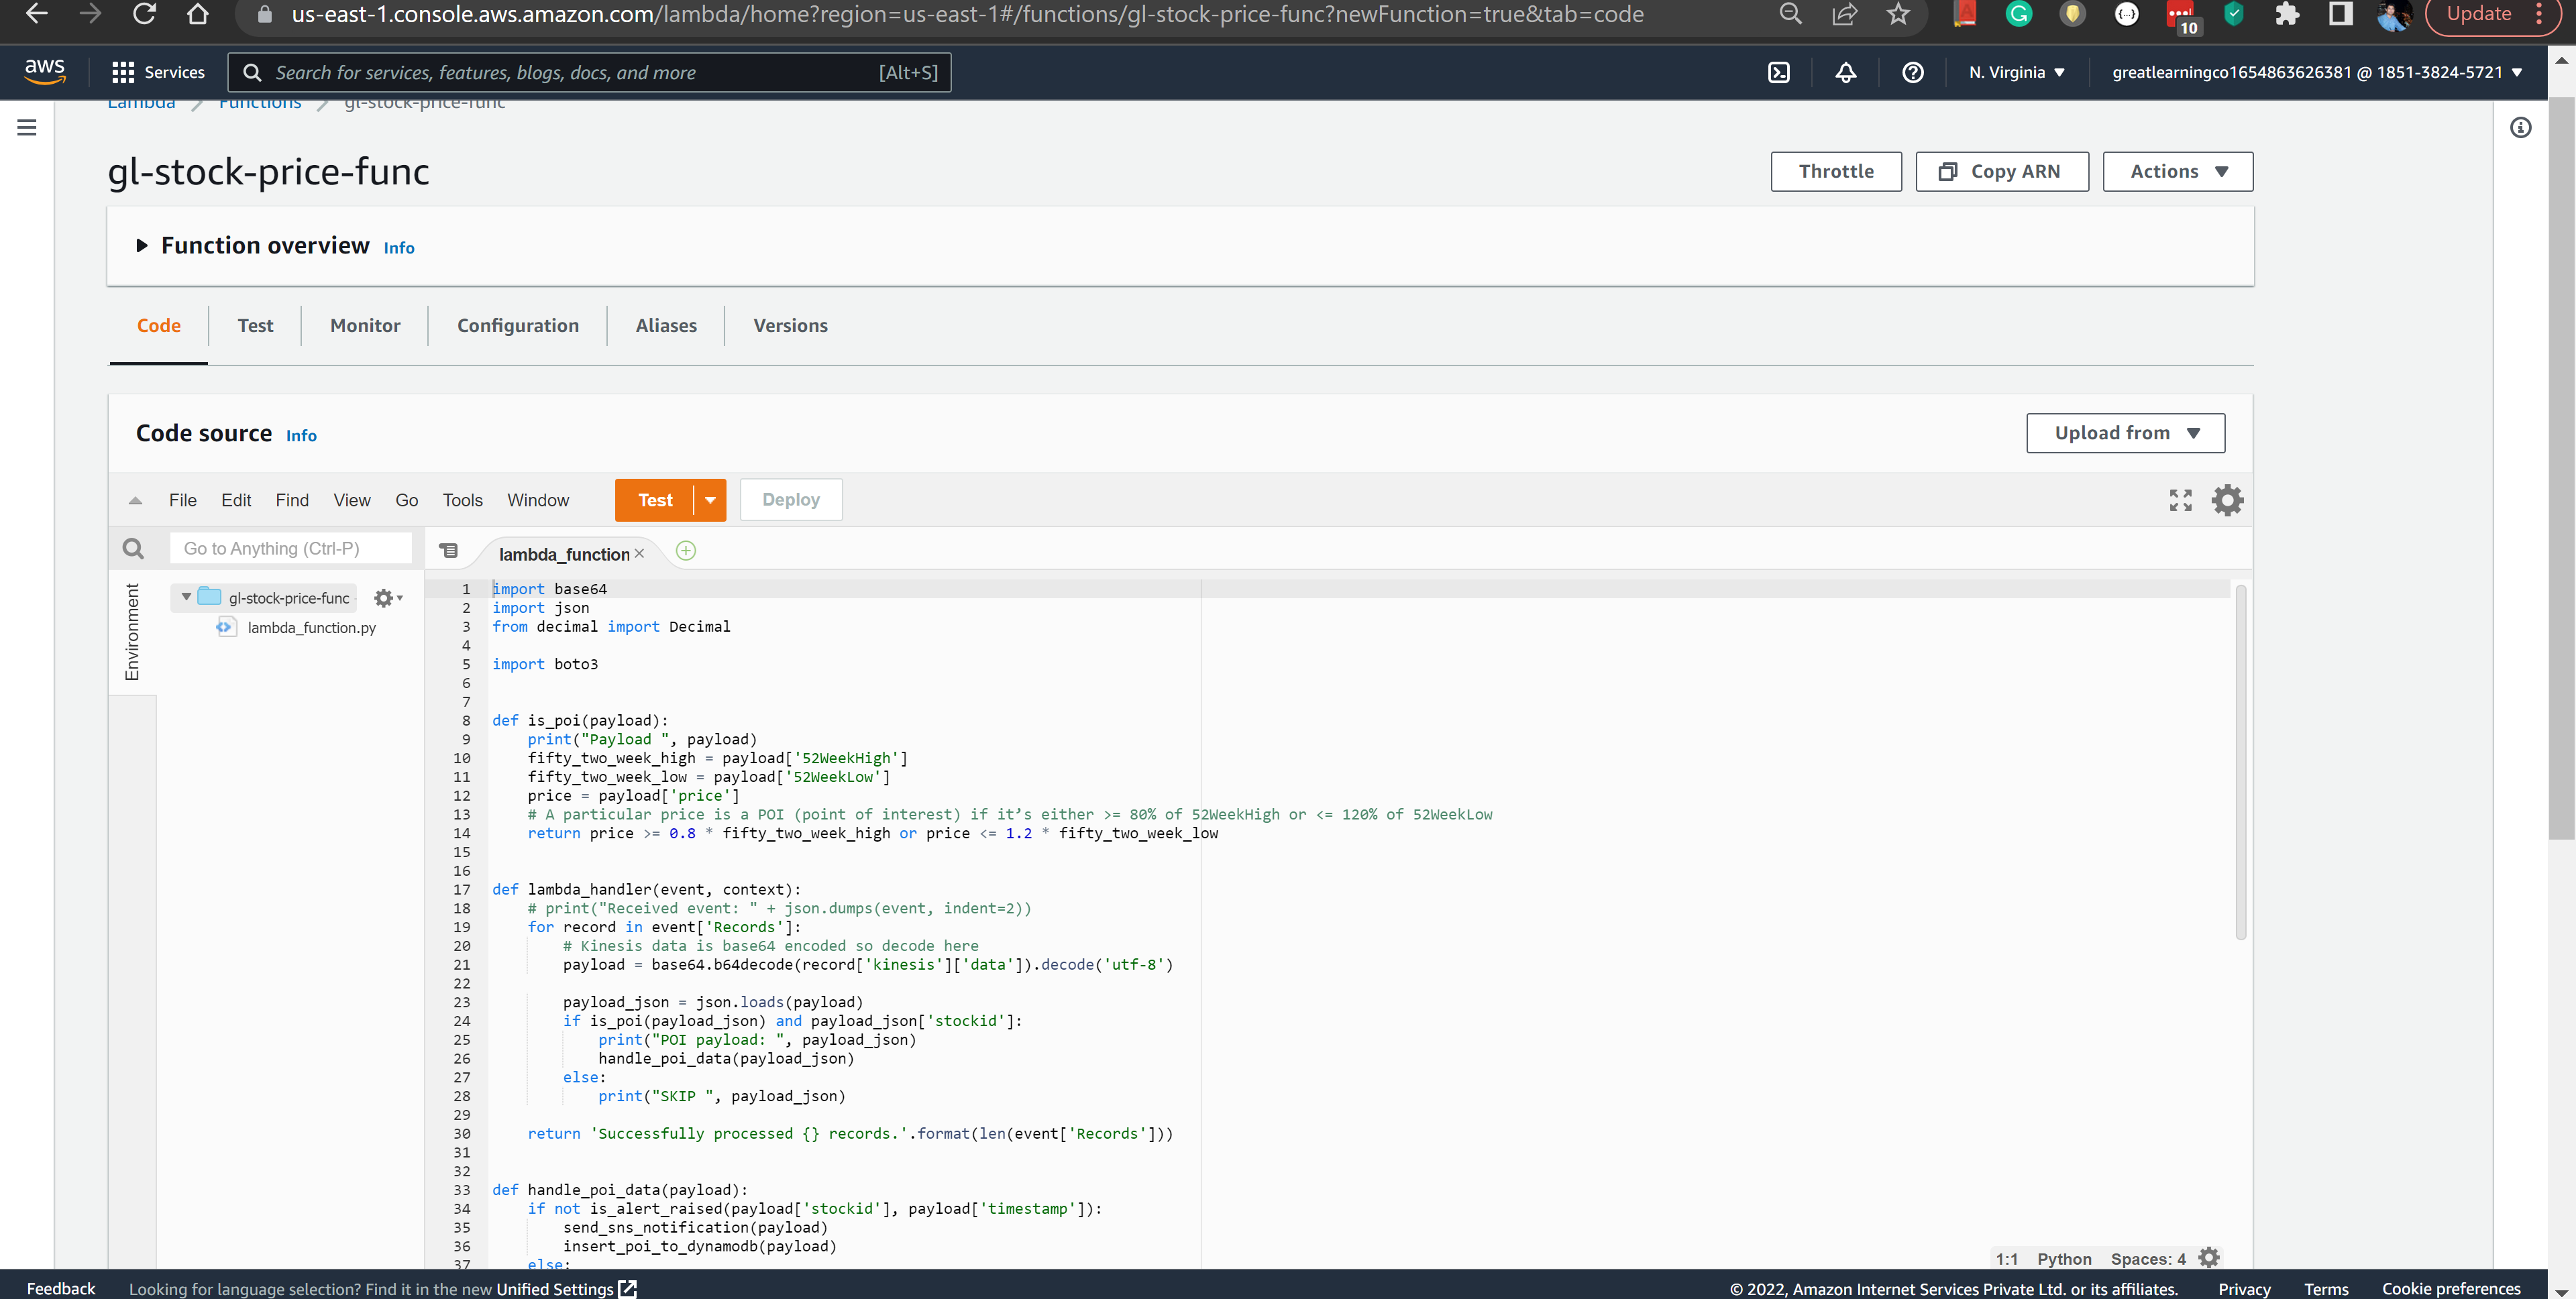 us-east-1.console.aws.amazon.com/lambda/home?region=us-east-1#/functions/gl-stock-price-func?newFunction=true&tab=code
10
Update
aws
Services
Search for services, features, blogs, docs, and more
[Alt+S]
N. Virginia
greatlearningco1654863626381 @ 1851-3824-5721
Lambda
Functions
gl-stock-price-func
gl-stock-price-func
Throttle
Copy ARN
Actions
Function overview Info
Code
Test
Monitor
Configuration
Aliases
Versions
Code source Info
Upload from
File
Edit
Find
View
Go
Tools
Window
Test
Deploy
Go to Anything (Ctrl-P)
lambda_function
Environment
gl-stock-price-func
lambda_function.py
1 import base64
2 import json
3 from decimal import Decimal
4
5 import boto3
6
7
8 def is_poi(payload):
9 print("Payload ", payload)
10 fifty_two_week_high = payload['52WeekHigh']
11 fifty_two_week_low = payload['52WeekLow']
12 price = payload['price']
13 # A particular price is a POI (point of interest) if it’s either >= 80% of 52WeekHigh or <= 120% of 52WeekLow
14 return price >= 0.8 * fifty_two_week_high or price <= 1.2 * fifty_two_week_low
15
16
17 def lambda_handler(event, context):
18 # print("Received event: " + json.dumps(event, indent=2))
19 for record in event['Records']:
20 # Kinesis data is base64 encoded so decode here
21 payload = base64.b64decode(record['kinesis']['data']).decode('utf-8')
22
23 payload_json = json.loads(payload)
24 if is_poi(payload_json) and payload_json['stockid']:
25 print("POI payload: ", payload_json)
26 handle_poi_data(payload_json)
27 else:
28 print("SKIP ", payload_json)
29
30 return 'Successfully processed {} records.'.format(len(event['Records']))
31
32
33 def handle_poi_data(payload):
34 if not is_alert_raised(payload['stockid'], payload['timestamp']):
35 send_sns_notification(payload)
36 insert_poi_to_dynamodb(payload)
37 else:
1:1 Python Spaces: 4
Feedback
Looking for language selection? Find it in the new Unified Settings
© 2022, Amazon Internet Services Private Ltd. or its affiliates.
Privacy
Terms
Cookie preferences